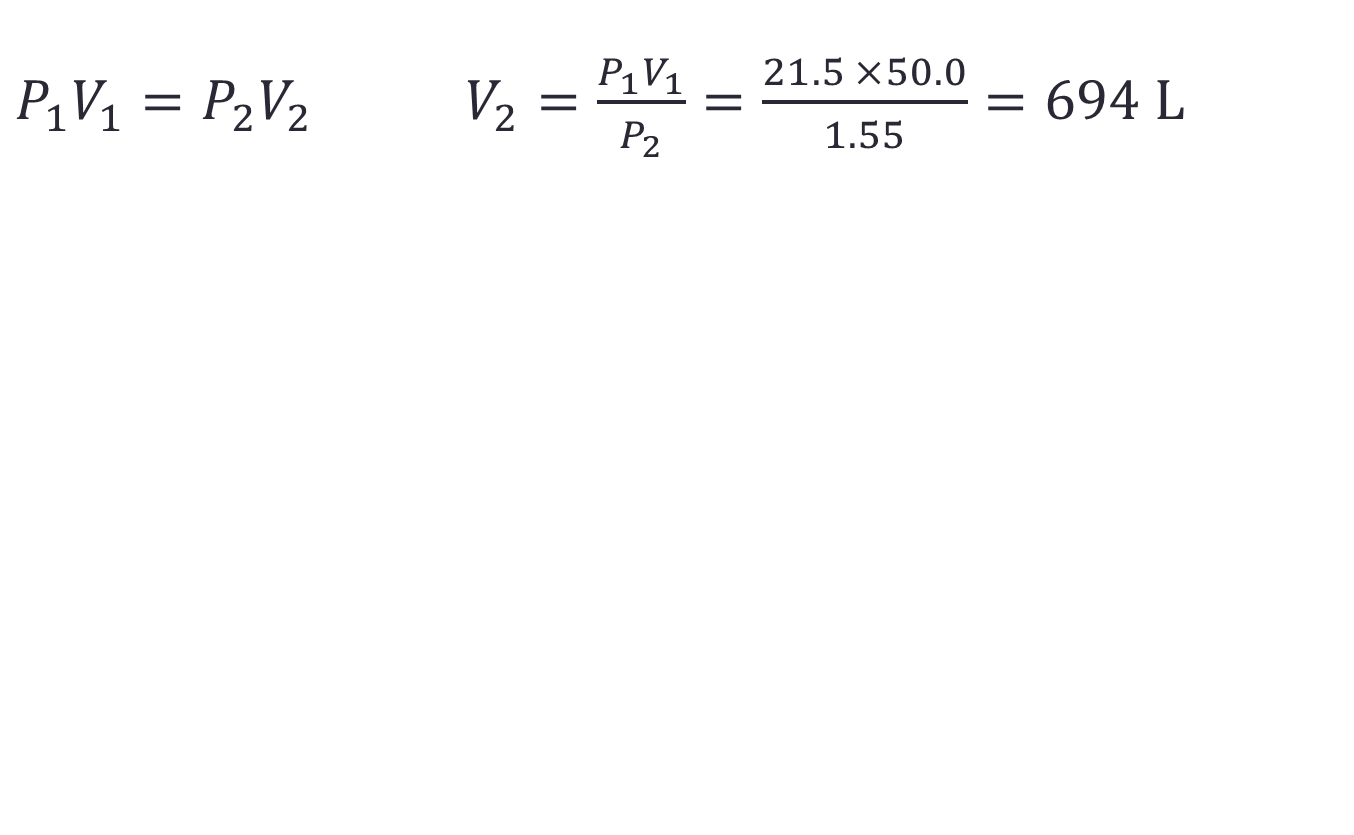 P₁V₁ = P₂V₂ V₂ = P₁V₁/P₂ = 21.5 ×50.0/1.55 = 694 L